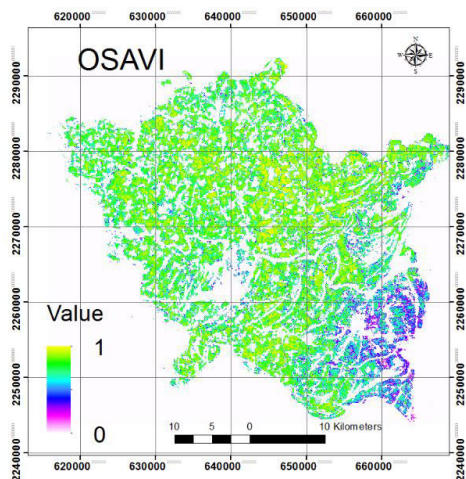 620000 630000 640000 650000 660000
OSAVI
N
W E
S
2290000 2290000
2280000 2280000
2270000 2270000
2260000 2260000
Value
1
2250000 2250000
0
10 5 0 10 Kilometers
2240000 2240000
620000 630000 640000 650000 660000